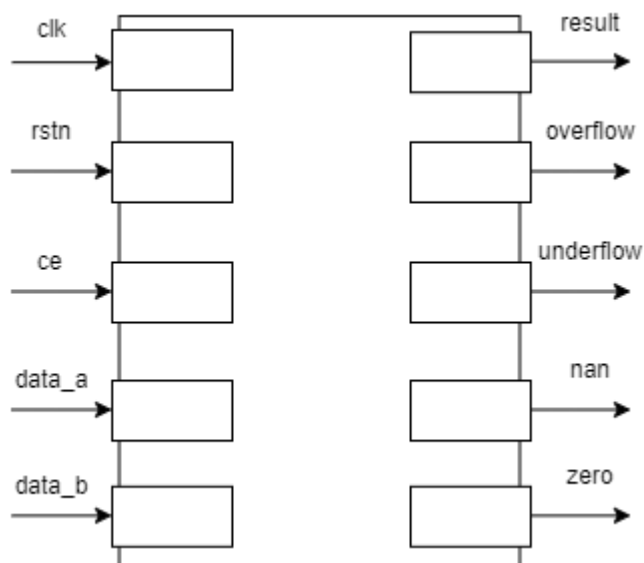 clk
result
rstn
overflow
ce
underflow
data_a
nan
data_b
zero